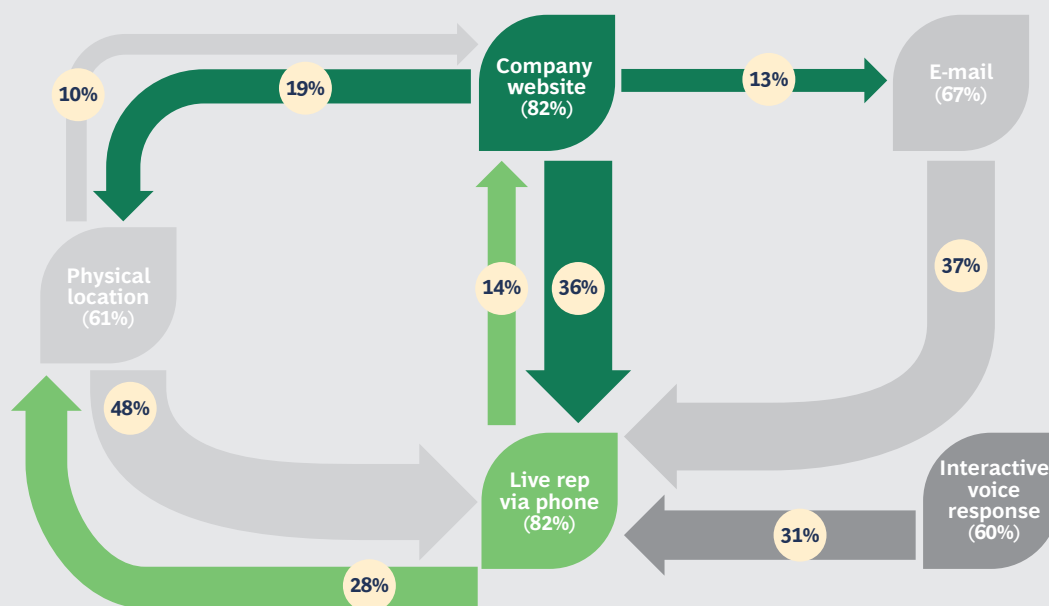 Company
website
(82%)
E-mail
(67%)
13%
19%
10%
Physical
location
(61%)
14%
36%
37%
48%
Live rep
via phone
(82%)
Interactive
voice
response
(60%)
31%
28%